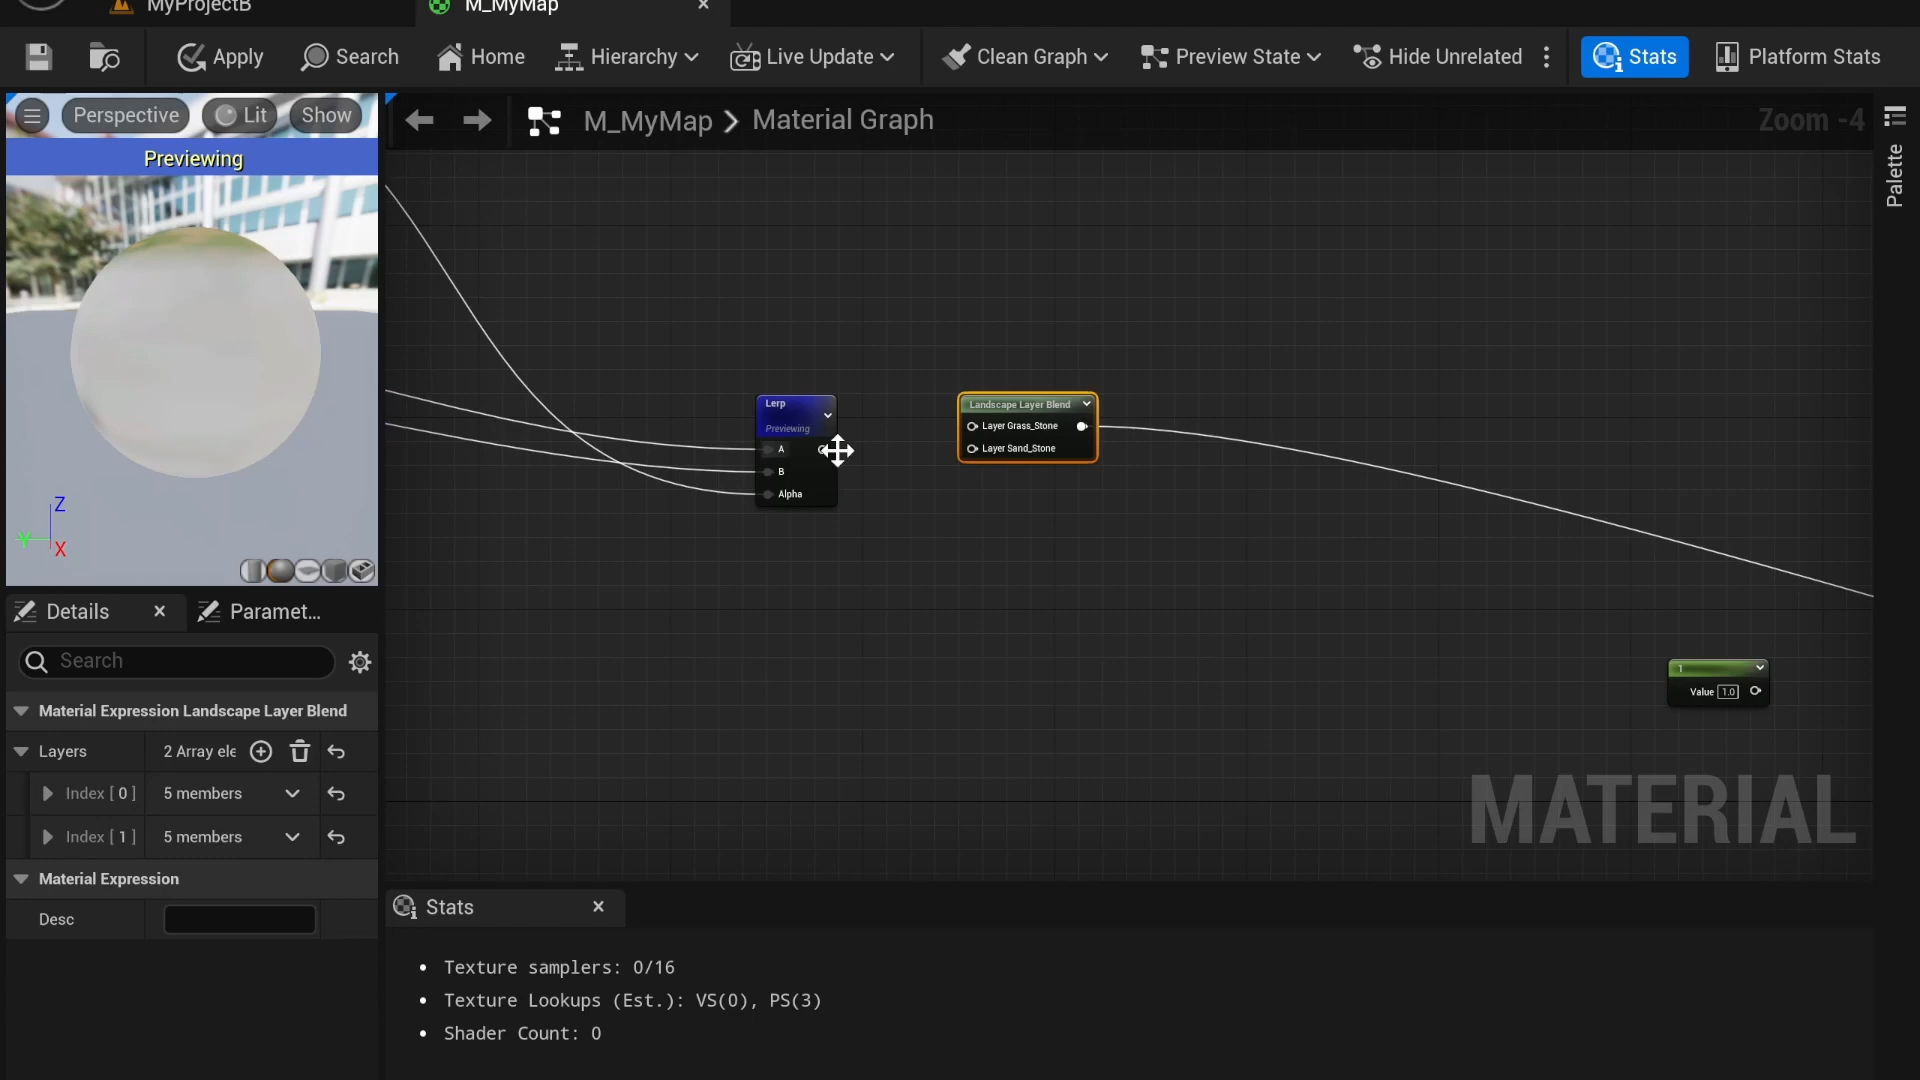 MyProjectB
M_MyMap
Apply
Search
Home
Hierarchy
Live Update
Clean Graph
Preview State
Hide Unrelated
Stats
Platform Stats
Perspective
Lit
Show
M_MyMap
Material Graph
Zoom -4
Palette
Previewing
Z
Y
X
Lerp
Previewing
A
B
Alpha
Landscape Layer Blend
Layer Grass_Stone
Layer Sand_Stone
1
Value 1.0
MATERIAL
Details
Paramet...
Search
Material Expression Landscape Layer Blend
Layers
2 Array ele
Index [ 0 ]
5 members
Index [ 1 ]
5 members
Material Expression
Desc
Stats
• Texture samplers: 0/16
• Texture Lookups (Est.): VS(0), PS(3)
• Shader Count: 0